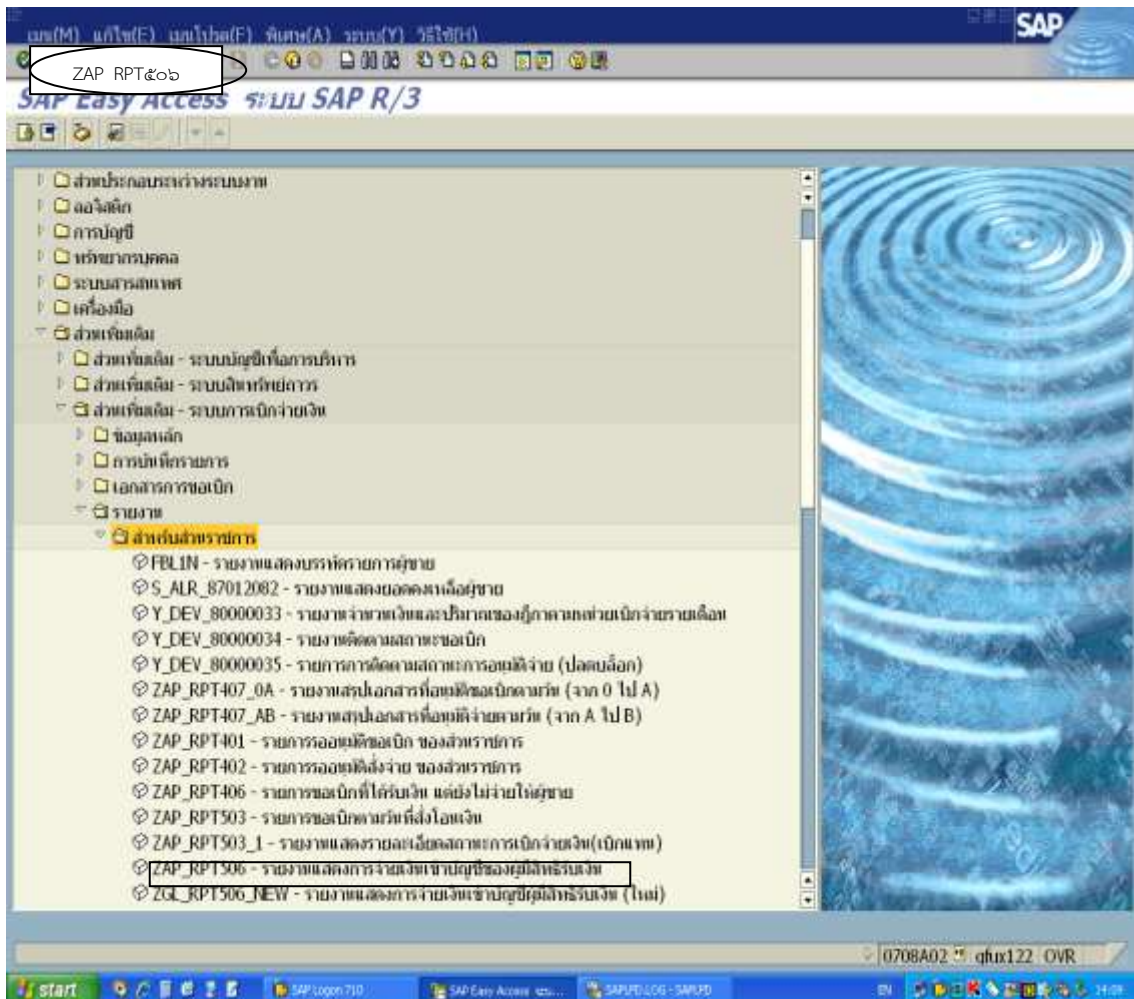 เมนู(M) แก้ไข(E) เมนูโปรด(F) พิเศษ(A) ระบบ(Y) วิธีใช้(H)
SAP
ZAP RPT๕๐๖
SAP Easy Access ระบบ SAP R/3
ส่วนประกอบระหว่างระบบงาน
ลอจิสติก
การบัญชี
ทรัพยากรบุคคล
ระบบสารสนเทศ
เครื่องมือ
ส่วนเพิ่มเติม
ส่วนเพิ่มเติม - ระบบบัญชีเพื่อการบริหาร
ส่วนเพิ่มเติม - ระบบสินทรัพย์ถาวร
ส่วนเพิ่มเติม - ระบบการเบิกจ่ายเงิน
ข้อมูลหลัก
การบันทึกรายการ
เอกสารการขอเบิก
รายงาน
สำหรับส่วนราชการ
FBL1N - รายงานแสดงบรรทัดรายการผู้ขาย
S_ALR_87012082 - รายงานแสดงยอดคงเหลือผู้ขาย
Y_DEV_80000033 - รายงานจำนวนเงินและปริมาณของฎีกาตามหน่วยเบิกจ่ายรายเดือน
Y_DEV_80000034 - รายงานติดตามสถานะขอเบิก
Y_DEV_80000035 - รายการการติดตามสถานะการอนุมัติจ่าย (ปลดบล็อก)
ZAP_RPT407_0A - รายงานสรุปเอกสารที่อนุมัติขอเบิกตามวัน (จาก 0 ไป A)
ZAP_RPT407_AB - รายงานสรุปเอกสารที่อนุมัติจ่ายตามวัน (จาก A ไป B)
ZAP_RPT401 - รายการรออนุมัติขอเบิก ของส่วนราชการ
ZAP_RPT402 - รายการรออนุมัติสั่งจ่าย ของส่วนราชการ
ZAP_RPT406 - รายการขอเบิกที่ได้รับเงิน แต่ยังไม่จ่ายให้ผู้ขาย
ZAP_RPT503 - รายการขอเบิกตามวันที่สั่งโอนเงิน
ZAP_RPT503_1 - รายงานแสดงรายละเอียดสถานะการเบิกจ่ายเงิน(เบิกแทน)
ZAP_RPT506 - รายงานแสดงการจ่ายเงินเข้าบัญชีของผู้มีสิทธิรับเงิน
ZGL_RPT506_NEW - รายงานแสดงการจ่ายเงินเข้าบัญชีผู้มีสิทธิรับเงิน (ใหม่)
0708A02 qfux122 OVR
start SAP Logon 710 SAP Easy Access ระบบ... SAPLPD.LOG - SAPLPD EN 14:09